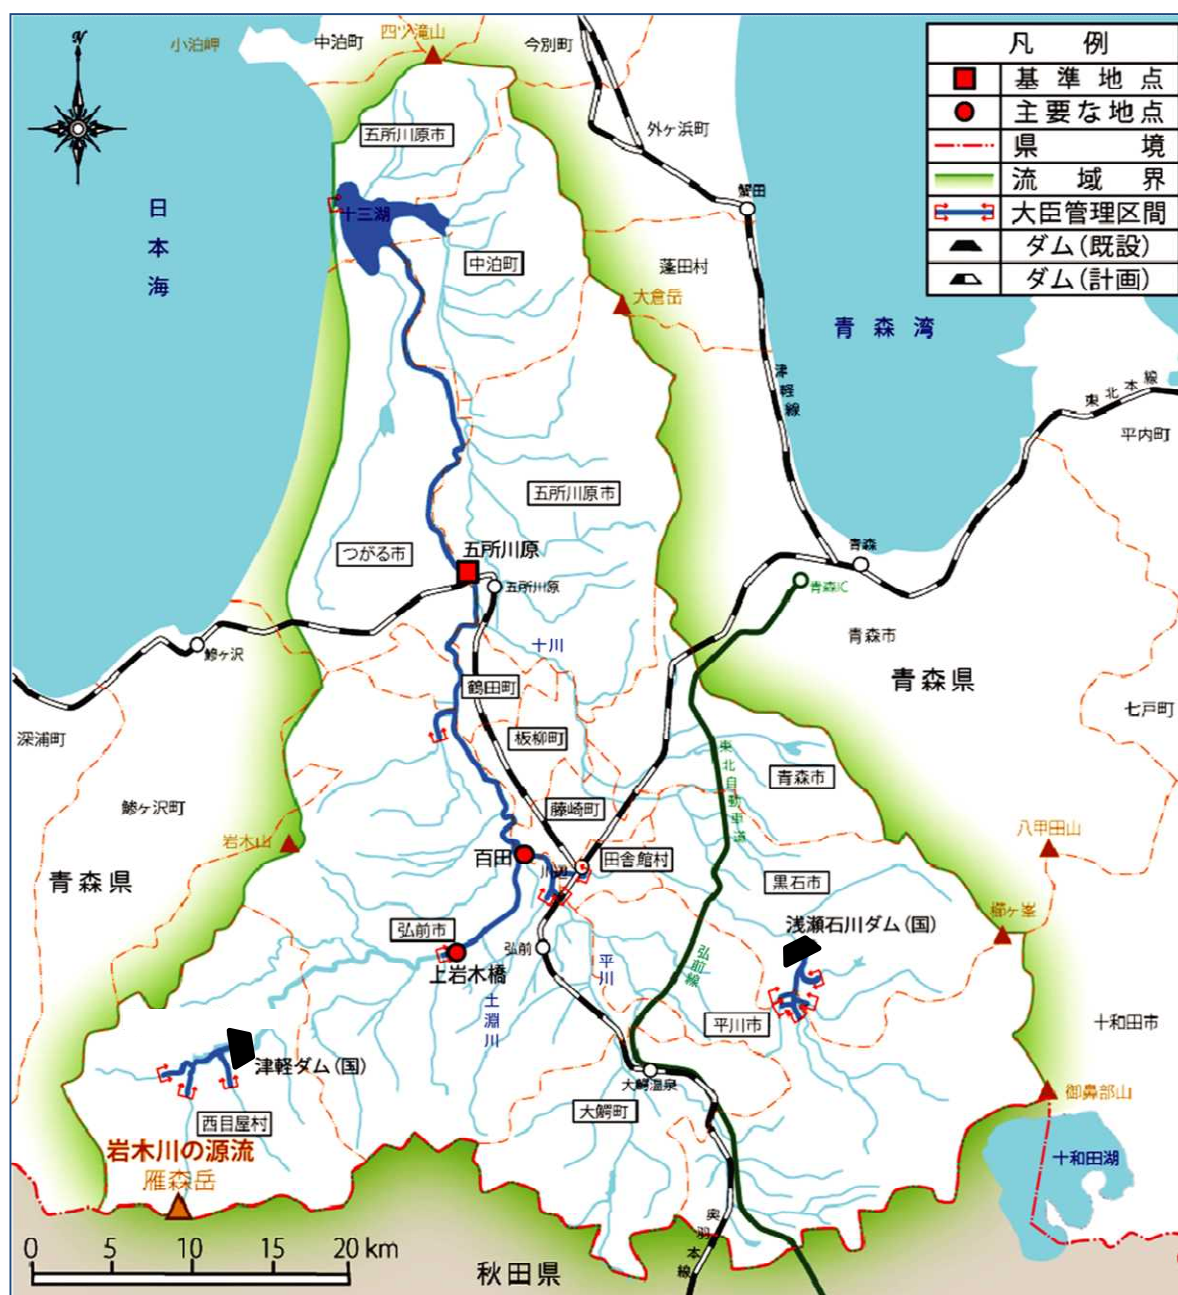 N
小泊岬
中泊町
四ツ滝山
今別町
凡 例
基準地点
主要な地点
県 境
流域界
大臣管理区間
ダム(既設)
ダム(計画)
五所川原市
外ヶ浜町
蟹田
日本海
十三湖
中泊町
蓬田村
大倉岳
青森湾
津軽線
東北本線
平内町
五所川原市
つがる市
五所川原
五所川原
青森
青森IC
鰺ヶ沢
十川
青森市
青森県
鶴田町
七戸町
深浦町
板柳町
東北自動車道
青森市
鰺ヶ沢町
藤崎町
岩木山
八甲田山
百田
川辺
田舎館村
青森県
黒石市
弘前市
弘前
櫛ヶ峯
浅瀬石川ダム(国)
上岩木橋
平川
弘前線
土淵川
平川市
十和田市
津軽ダム(国)
大鰐温泉
御鼻部山
大鰐町
西目屋村
岩木川の源流
雁森岳
十和田湖
奥羽本線
0 5 10 15 20 km
秋田県